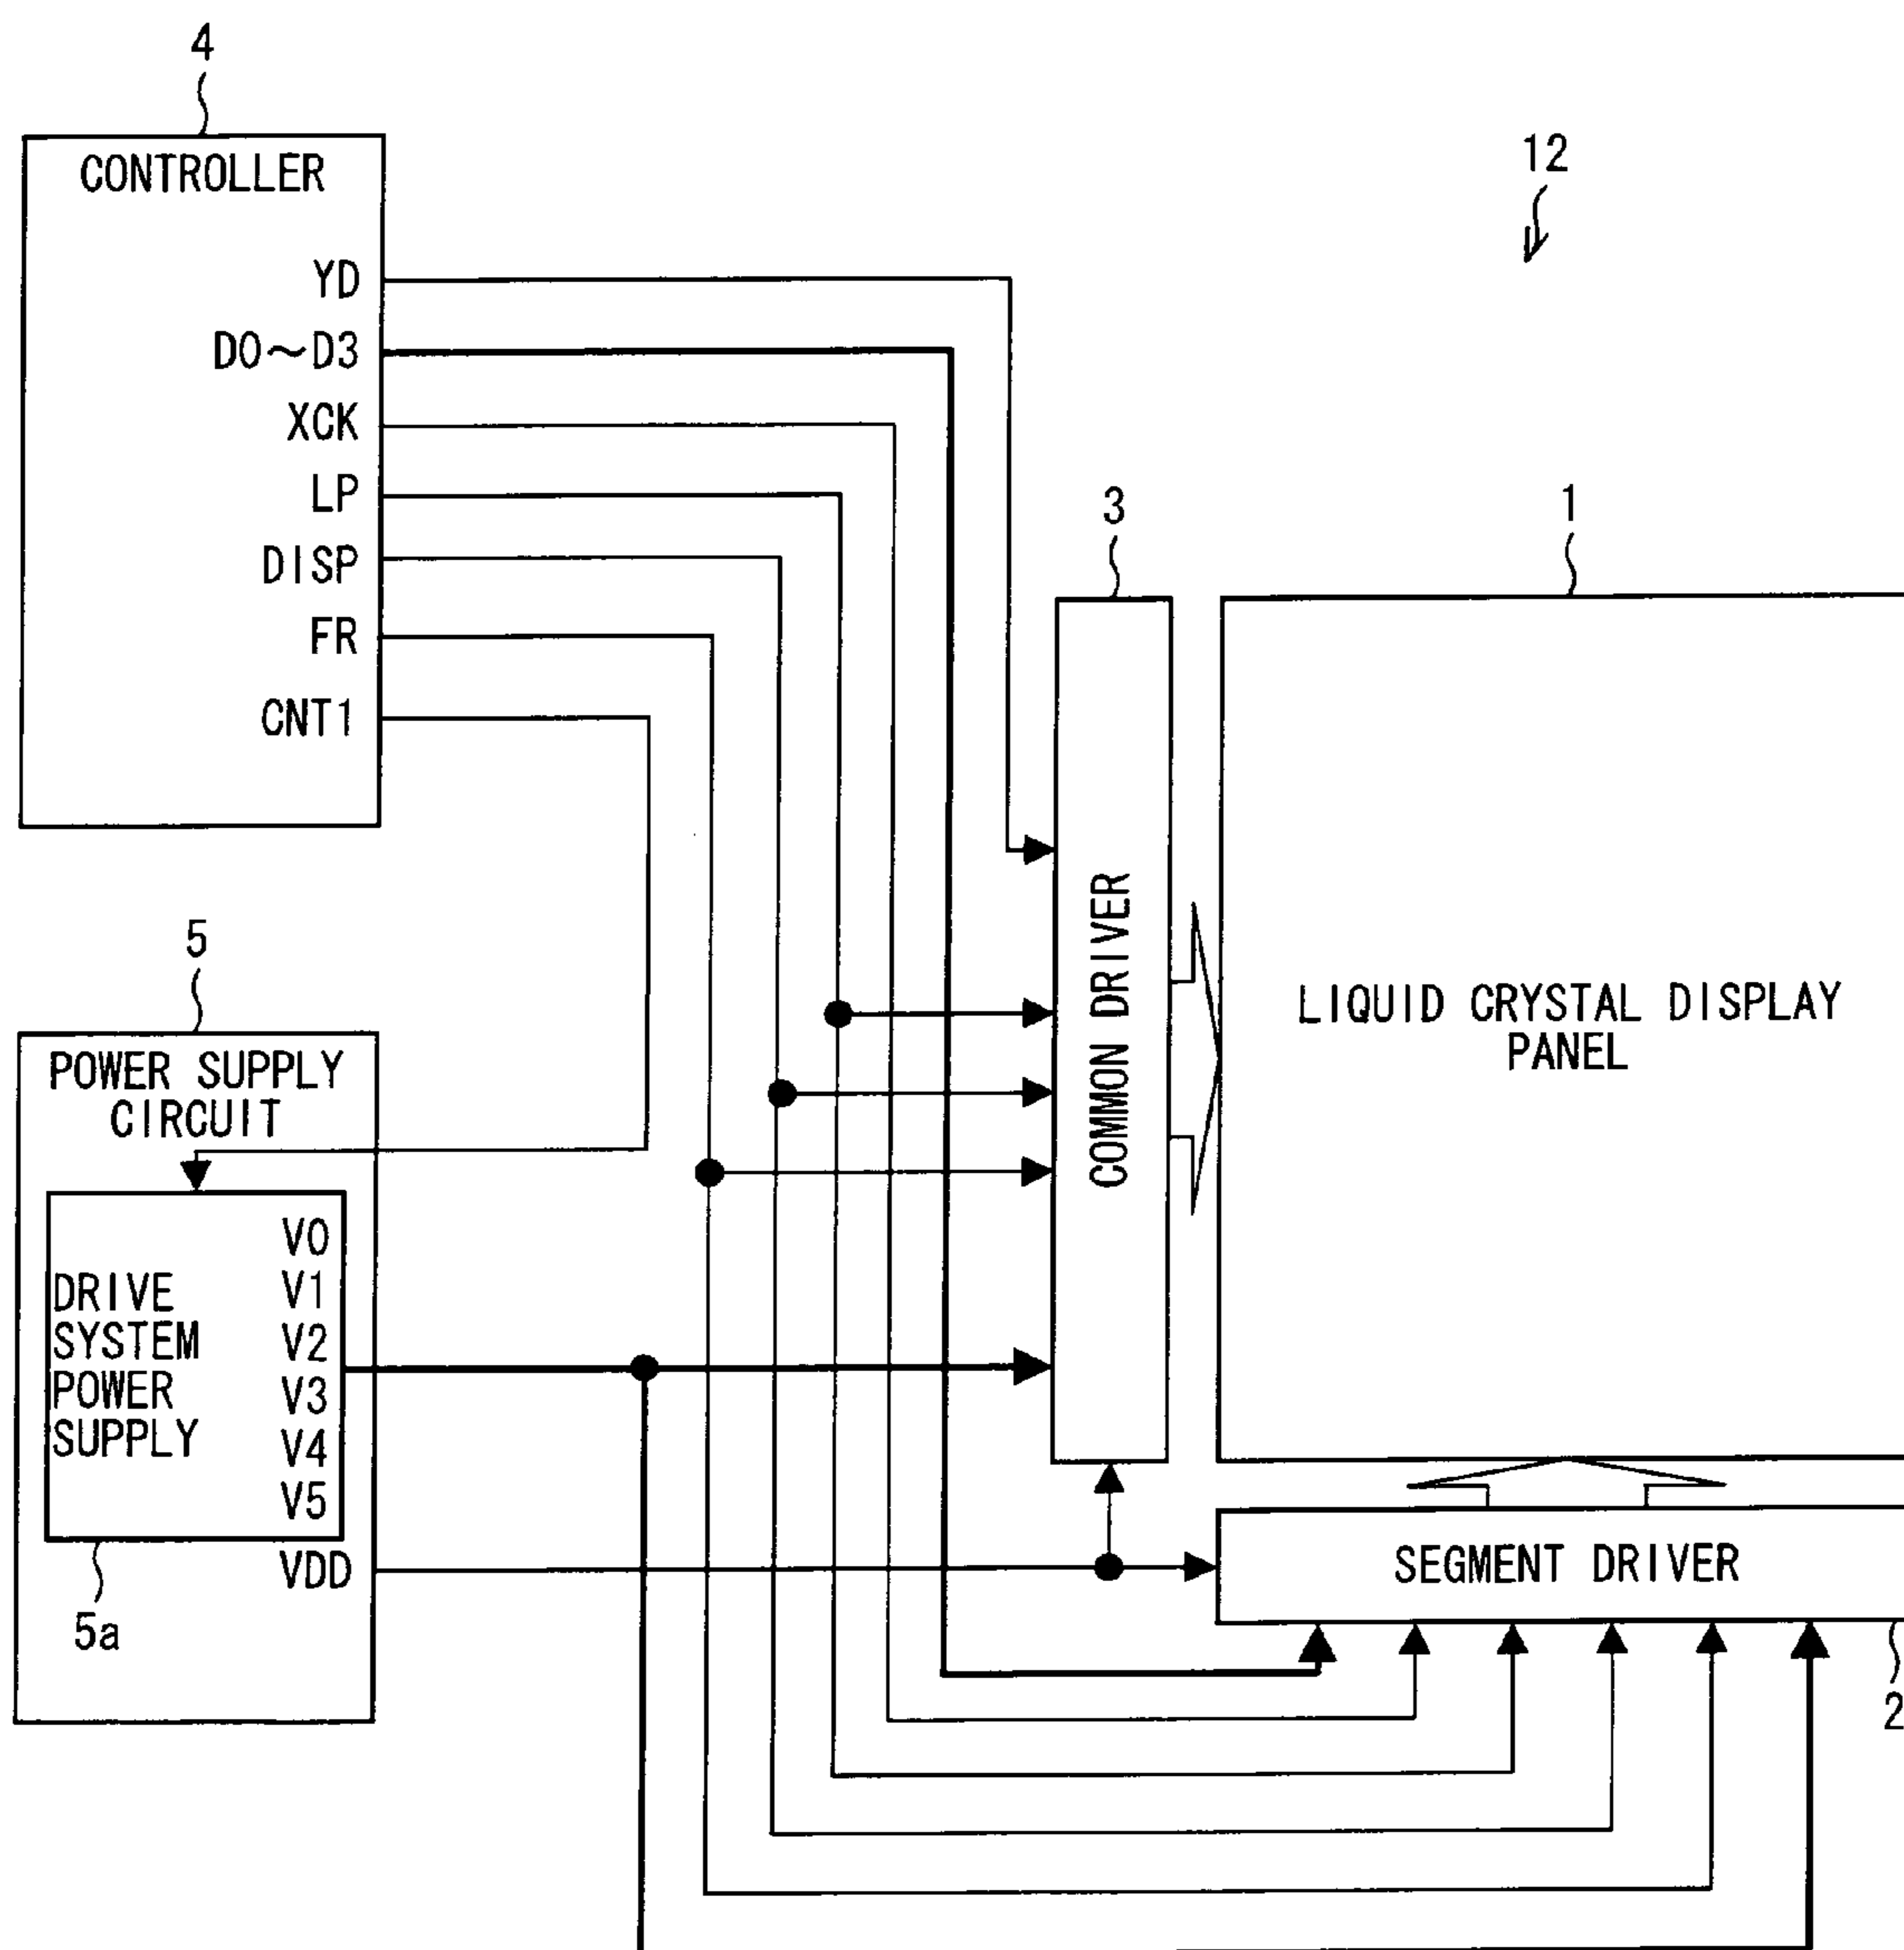 4
CONTROLLER
12
YD
D0~D3
XCK
LP
DISP
FR
CNT1
3
1
COMMON DRIVER
LIQUID CRYSTAL DISPLAY
PANEL
5
POWER SUPPLY
CIRCUIT
DRIVE
SYSTEM
POWER
SUPPLY
V0
V1
V2
V3
V4
V5
VDD
5a
SEGMENT DRIVER
2